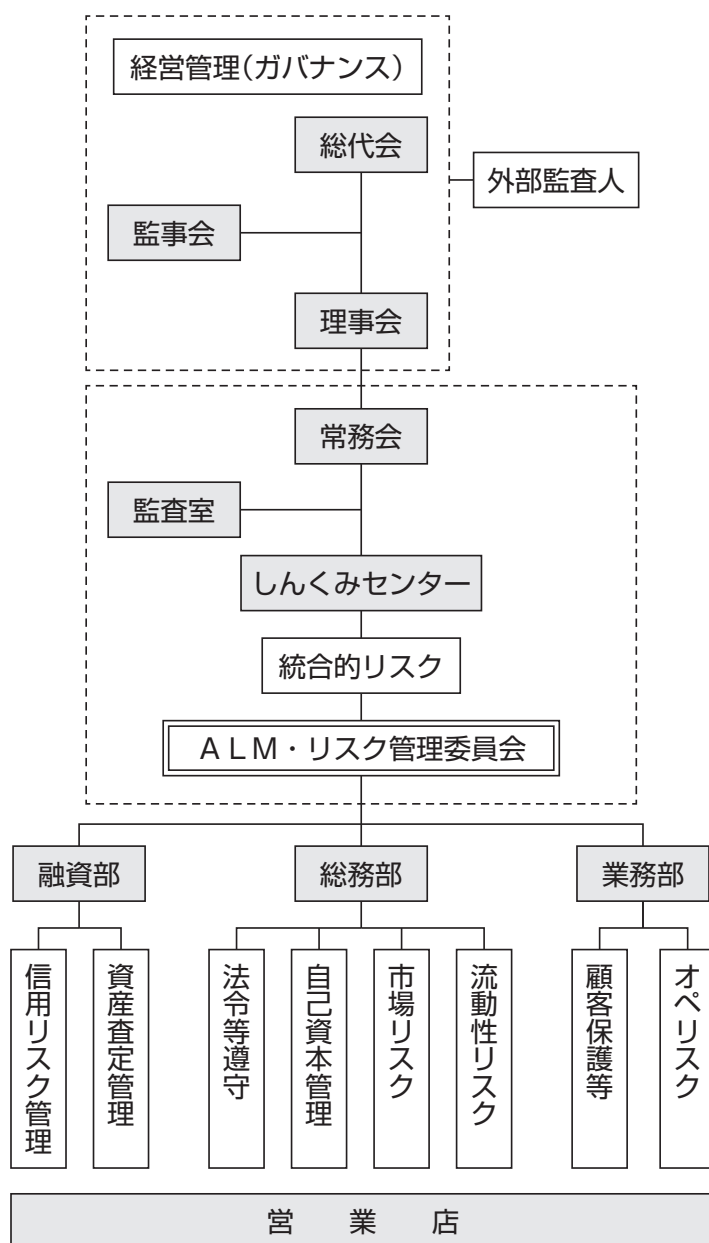 経営管理(ガバナンス)
総代会
外部監査人
監事会
理事会
常務会
監査室
しんくみセンター
統合的リスク
ALM・リスク管理委員会
融資部
総務部
業務部
信用リスク管理
資産査定管理
法令等遵守
自己資本管理
市場リスク
流動性リスク
顧客保護等
オペリスク
営 業 店